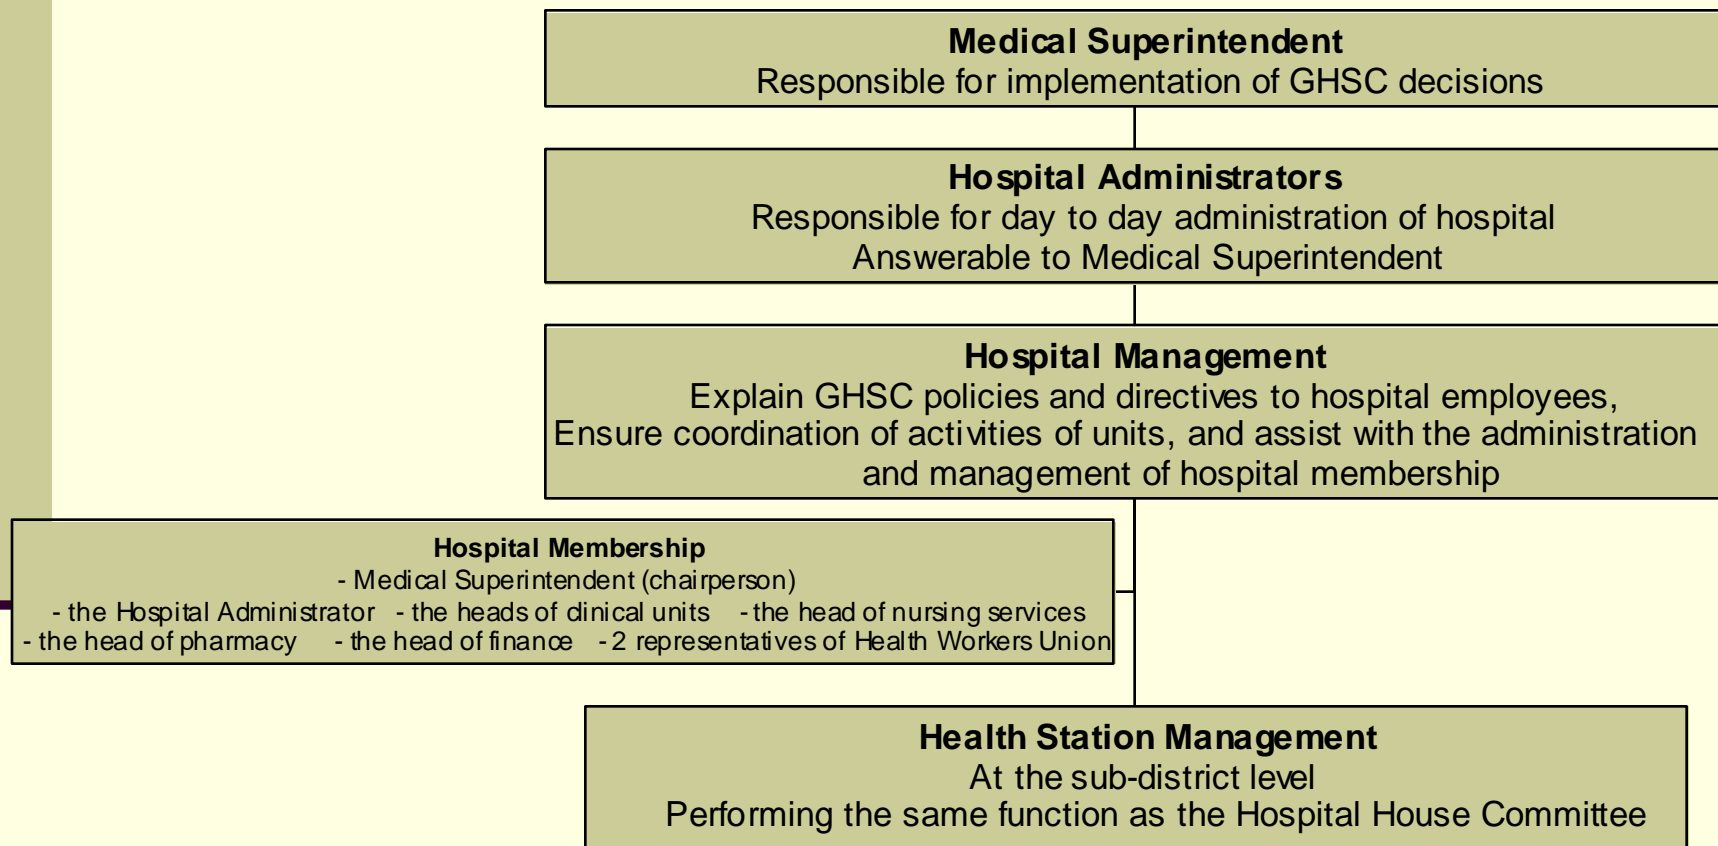 Medical Superintendent
Responsible for implementation of GHSC decisions
Hospital Administrators
Responsible for day to day administration of hospital
Answerable to Medical Superintendent
Hospital Management
Explain GHSC policies and directives to hospital employees,
Ensure coordination of activities of units, and assist with the administration
and management of hospital membership
Hospital Membership
- Medical Superintendent (chairperson)
- the Hospital Administrator - the heads of clinical units - the head of nursing services
- the head of pharmacy - the head of finance - 2 representatives of Health Workers Union
Health Station Management
At the sub-district level
Performing the same function as the Hospital House Committee